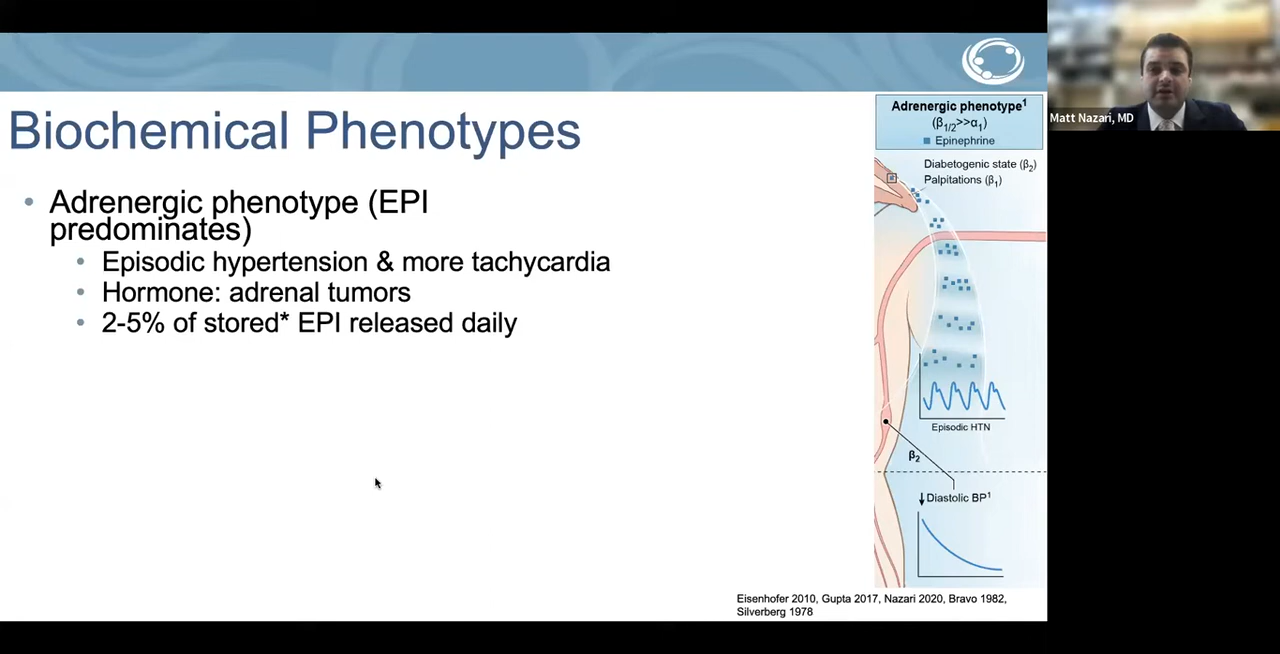 Biochemical Phenotypes
• Adrenergic phenotype (EPI
predominates)
• Episodic hypertension & more tachycardia
• Hormone: adrenal tumors
• 2-5% of stored* EPI released daily
Adrenergic phenotype¹
(β1/2>>α1)
Epinephrine
Diabetogenic state (β2)
Palpitations (β1)
Episodic HTN
β2
↓ Diastolic BP¹
Eisenhofer 2010, Gupta 2017, Nazari 2020, Bravo 1982,
Silverberg 1978
Matt Nazari, MD